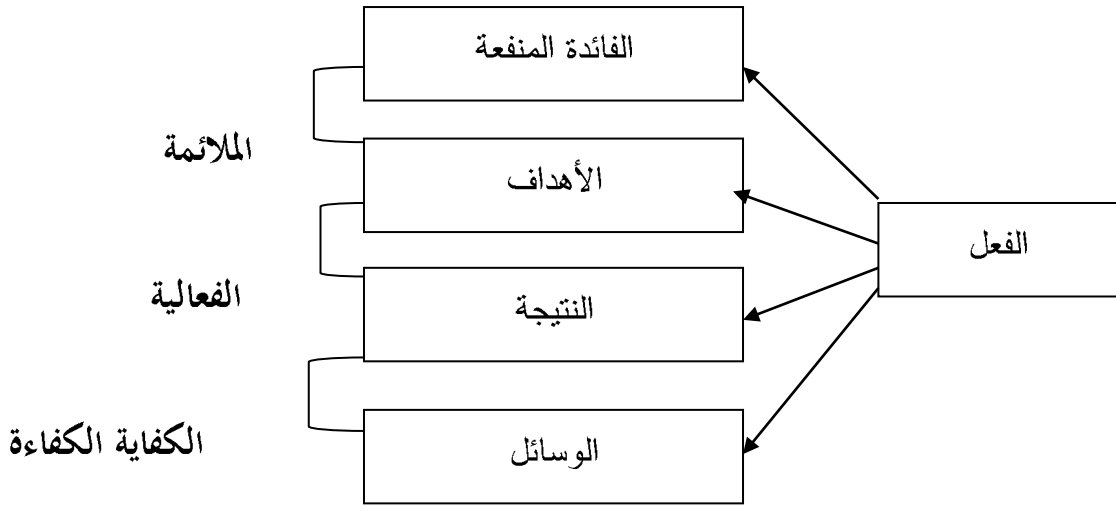 الفائدة المنفعة
الملائمة
الأهداف
الفعل
الفعالية
النتيجة
الكفاية الكفاءة
الوسائل